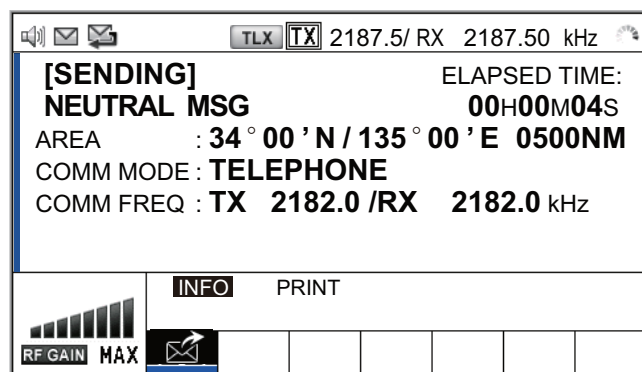 TLX TX 2187.5/ RX 2187.50 kHz
[SENDING] ELAPSED TIME:
NEUTRAL MSG 00H00M04S
AREA : 34°00 ’ N / 135°00 ’ E 0500NM
COMM MODE : TELEPHONE
COMM FREQ : TX 2182.0 /RX 2182.0 kHz
INFO PRINT
RF GAIN MAX